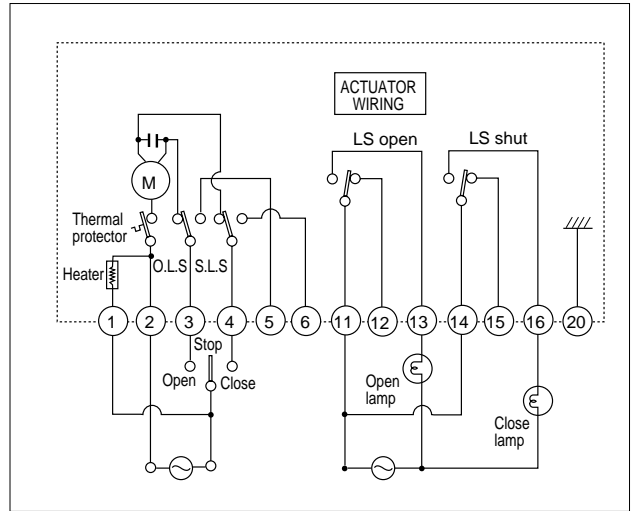 ACTUATOR
WIRING
LS open
LS shut
M
Thermal
protector
O.L.S
S.L.S
Heater
1
2
3
4
5
6
11
12
13
14
15
16
20
Stop
Open
Close
Open
lamp
Close
lamp